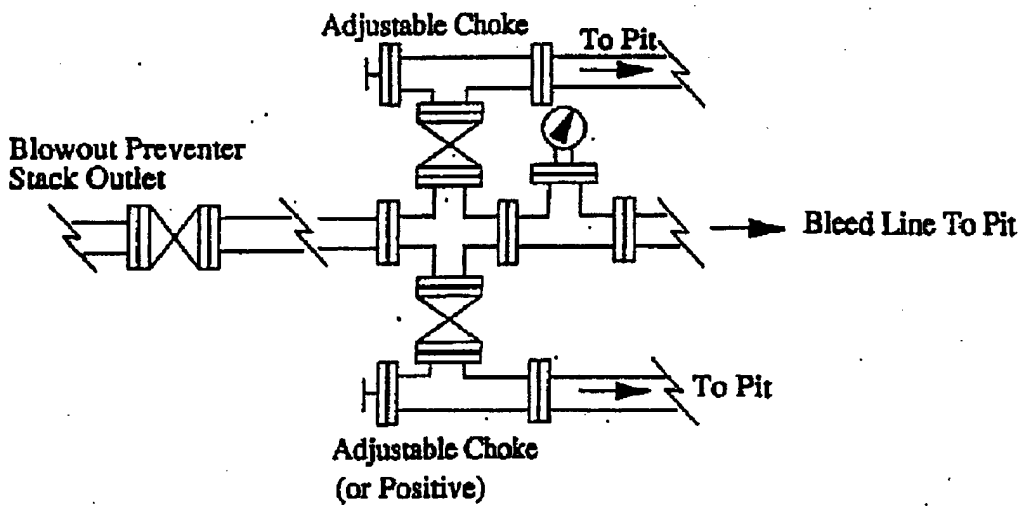 Adjustable Choke
To Pit
Blowout Preventer
Stack Outlet
Bleed Line To Pit
To Pit
Adjustable Choke
(or Positive)